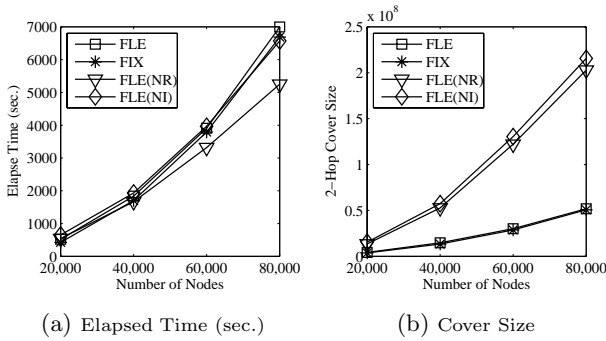 7000
6000
5000
4000
3000
2000
1000
0
Elapse Time (sec.)
FLE
FIX
FLE(NR)
FLE(NI)
20,000 40,000 60,000 80,000
Number of Nodes
(a) Elapsed Time (sec.)
x 10^8
2.5
2
1.5
1
0.5
0
2-Hop Cover Size
FLE
FIX
FLE(NR)
FLE(NI)
20,000 40,000 60,000 80,000
Number of Nodes
(b) Cover Size